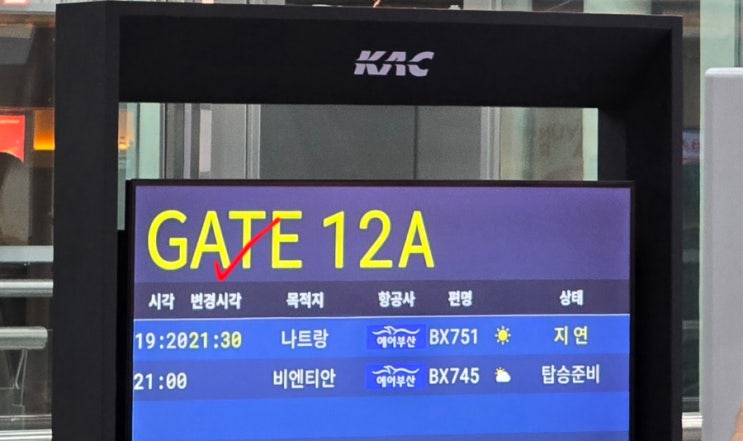 KAC
GATE 12A
시각 변경시각 목적지 항공사 편명 상태
19:20 21:30 나트랑 에어부산 BX751 지연
21:00 비엔티안 에어부산 BX745 탑승준비